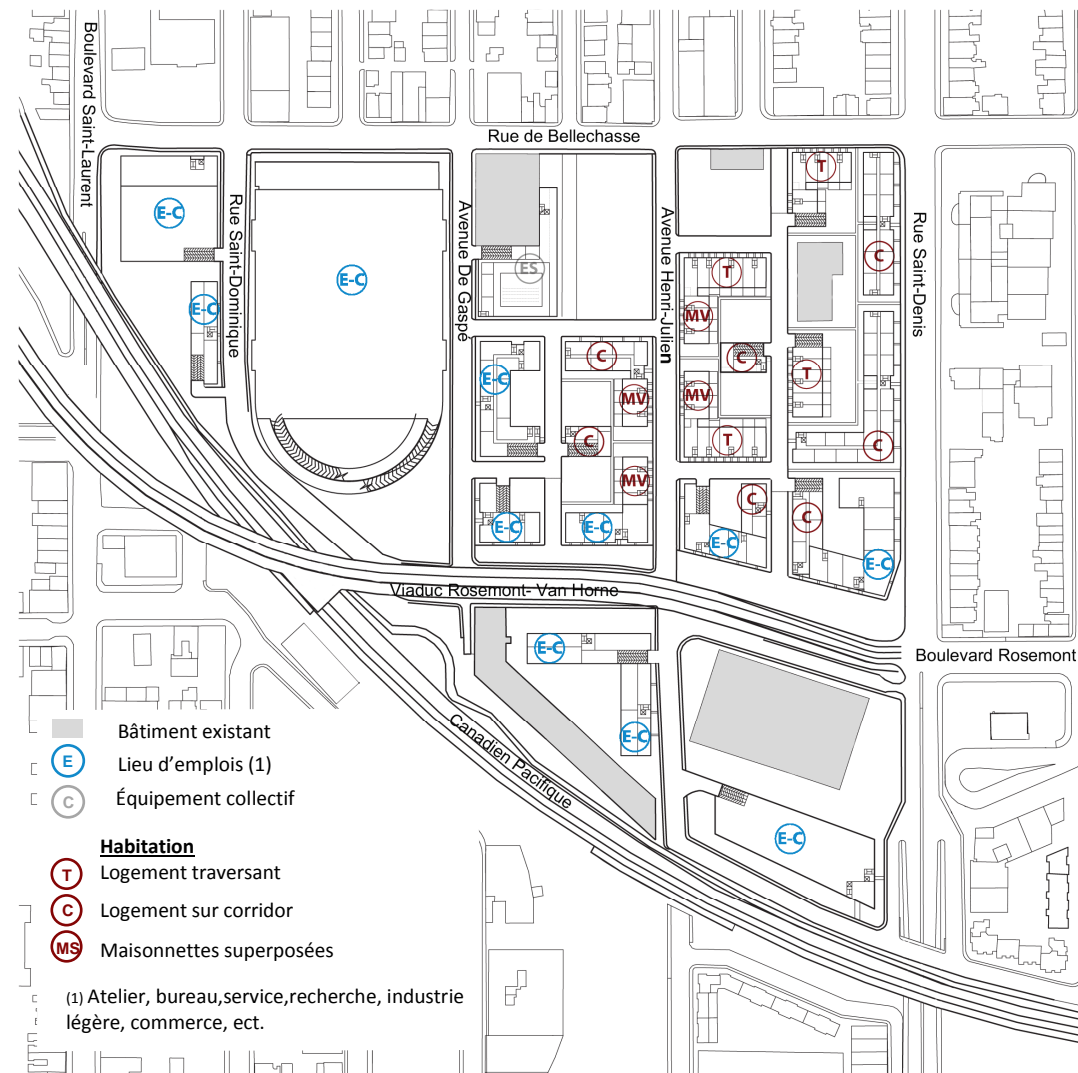 Boulevard Saint-Laurent
Rue de Bellechasse
Rue Saint-Dominique
Avenue De Gaspé
Avenue Henri-Julien
Rue Saint-Denis
T
E-C
C
ES
T
E-C
E-C
MV
C
C
E-C
T
MV
MV
C
T
C
MV
C
C
E-C
E-C
E-C
E-C
Viaduc Rosemont- Van Horne
E-C
Boulevard Rosemont
E-C
Canadien Pacifique
E-C
Bâtiment existant
E Lieu d'emplois (1)
C Équipement collectif
Habitation
T Logement traversant
C Logement sur corridor
MS Maisonnettes superposées
(1) Atelier, bureau,service,recherche, industrie
légère, commerce, ect.